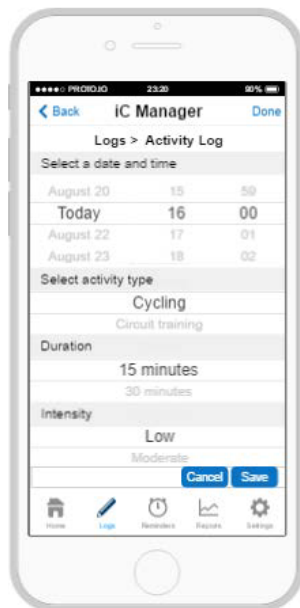 PROTO.IO 23:20 90%
Back iC Manager Done
Logs > Activity Log
Select a date and time
August 20 15 59
Today 16 00
August 22 17 01
August 23 18 02
Select activity type
Cycling
Circuit training
Duration
15 minutes
30 minutes
Intensity
Low
Moderate
Cancel Save
Home Logs Reminders Reports Settings